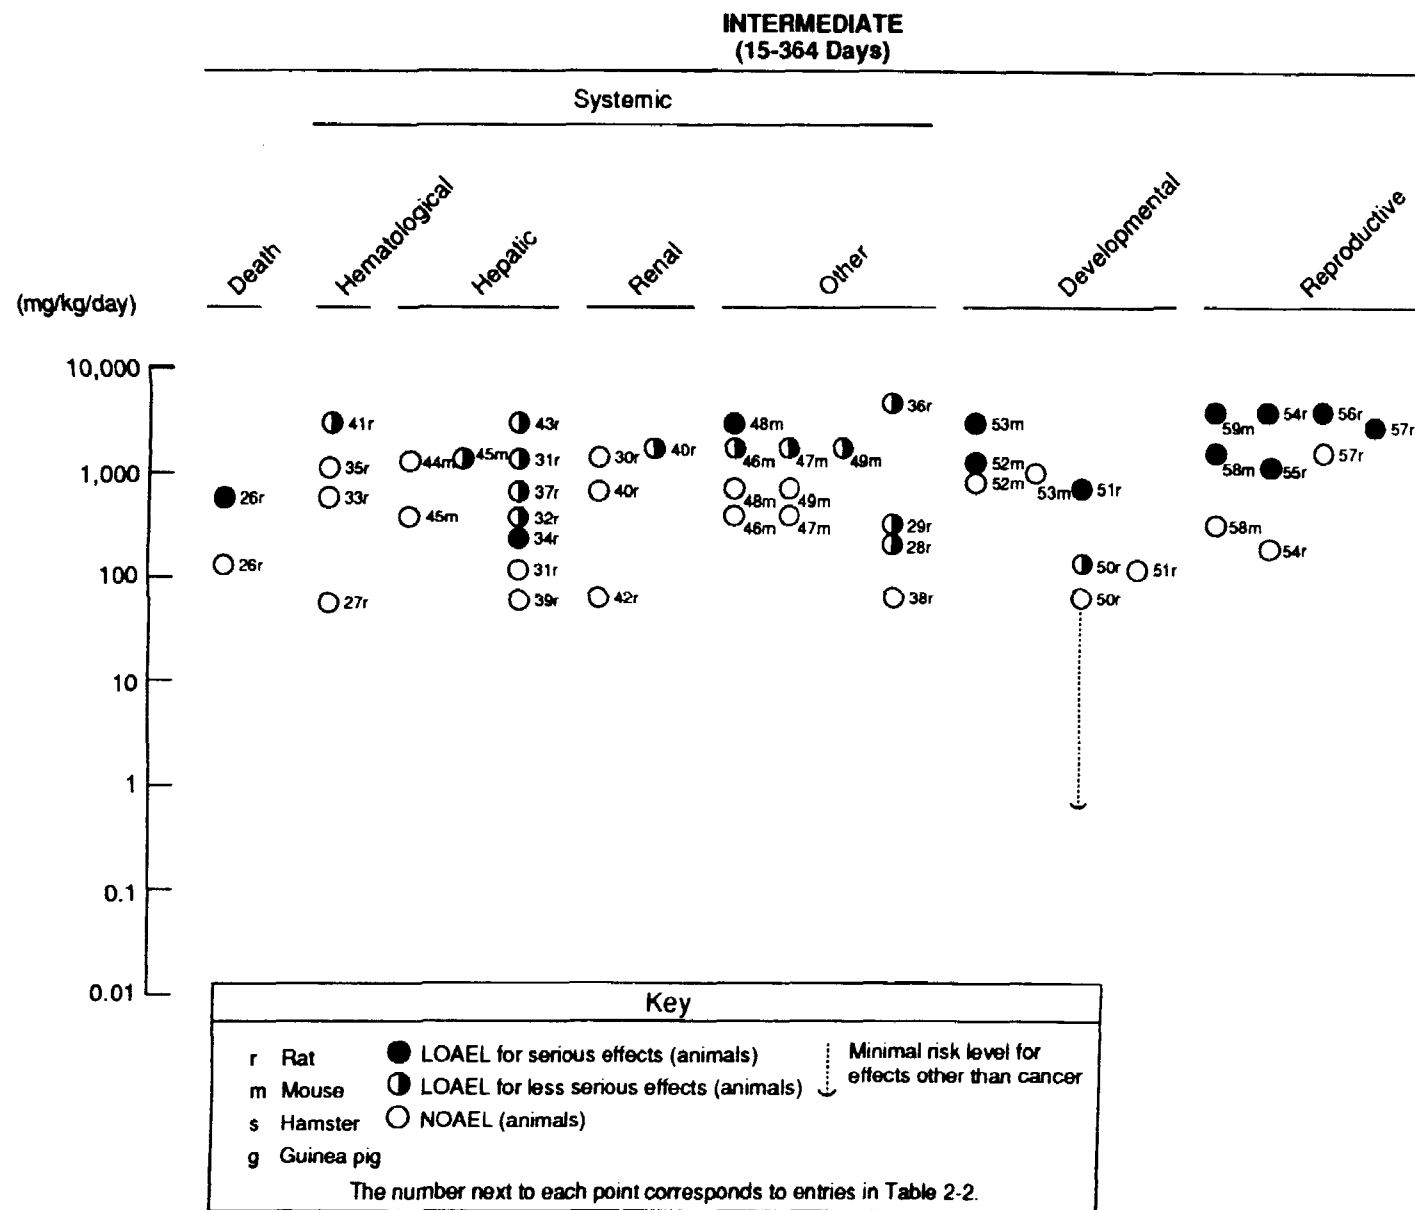 INTERMEDIATE
(15-364 Days)
Systemic
Death
Hematological
Hepatic
Renal
Other
Developmental
Reproductive
(mg/kg/day)
10,000
36r
41r 43r 48m 53m 59m 54r 56r 57r
35r 44m 45m 31r 30r 40r 46m 47m 49m 52m 58m 55r 57r
1,000
26r 33r 37r 40r 48m 49m 52m 53m 51r
45m 32r 46m 47m 29r 58m
34r 28r 54r
26r 31r 50r 51r
100
27r 39r 42r 38r 50r
10
1
0.1
0.01
Key
r Rat LOAEL for serious effects (animals) Minimal risk level for
m Mouse LOAEL for less serious effects (animals) effects other than cancer
s Hamster NOAEL (animals)
g Guinea pig
The number next to each point corresponds to entries in Table 2-2.